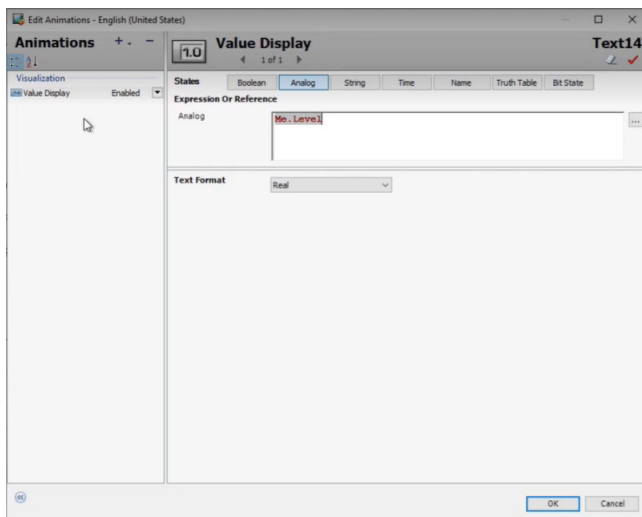 Edit Animations - English (United States)
Animations
1.0
Value Display
Text14
1 of 1
Visualization
Value Display Enabled
States Boolean Analog String Time Name Truth Table Bit State
Expression Or Reference
Analog
Me.Level
...
Text Format Real
OK Cancel